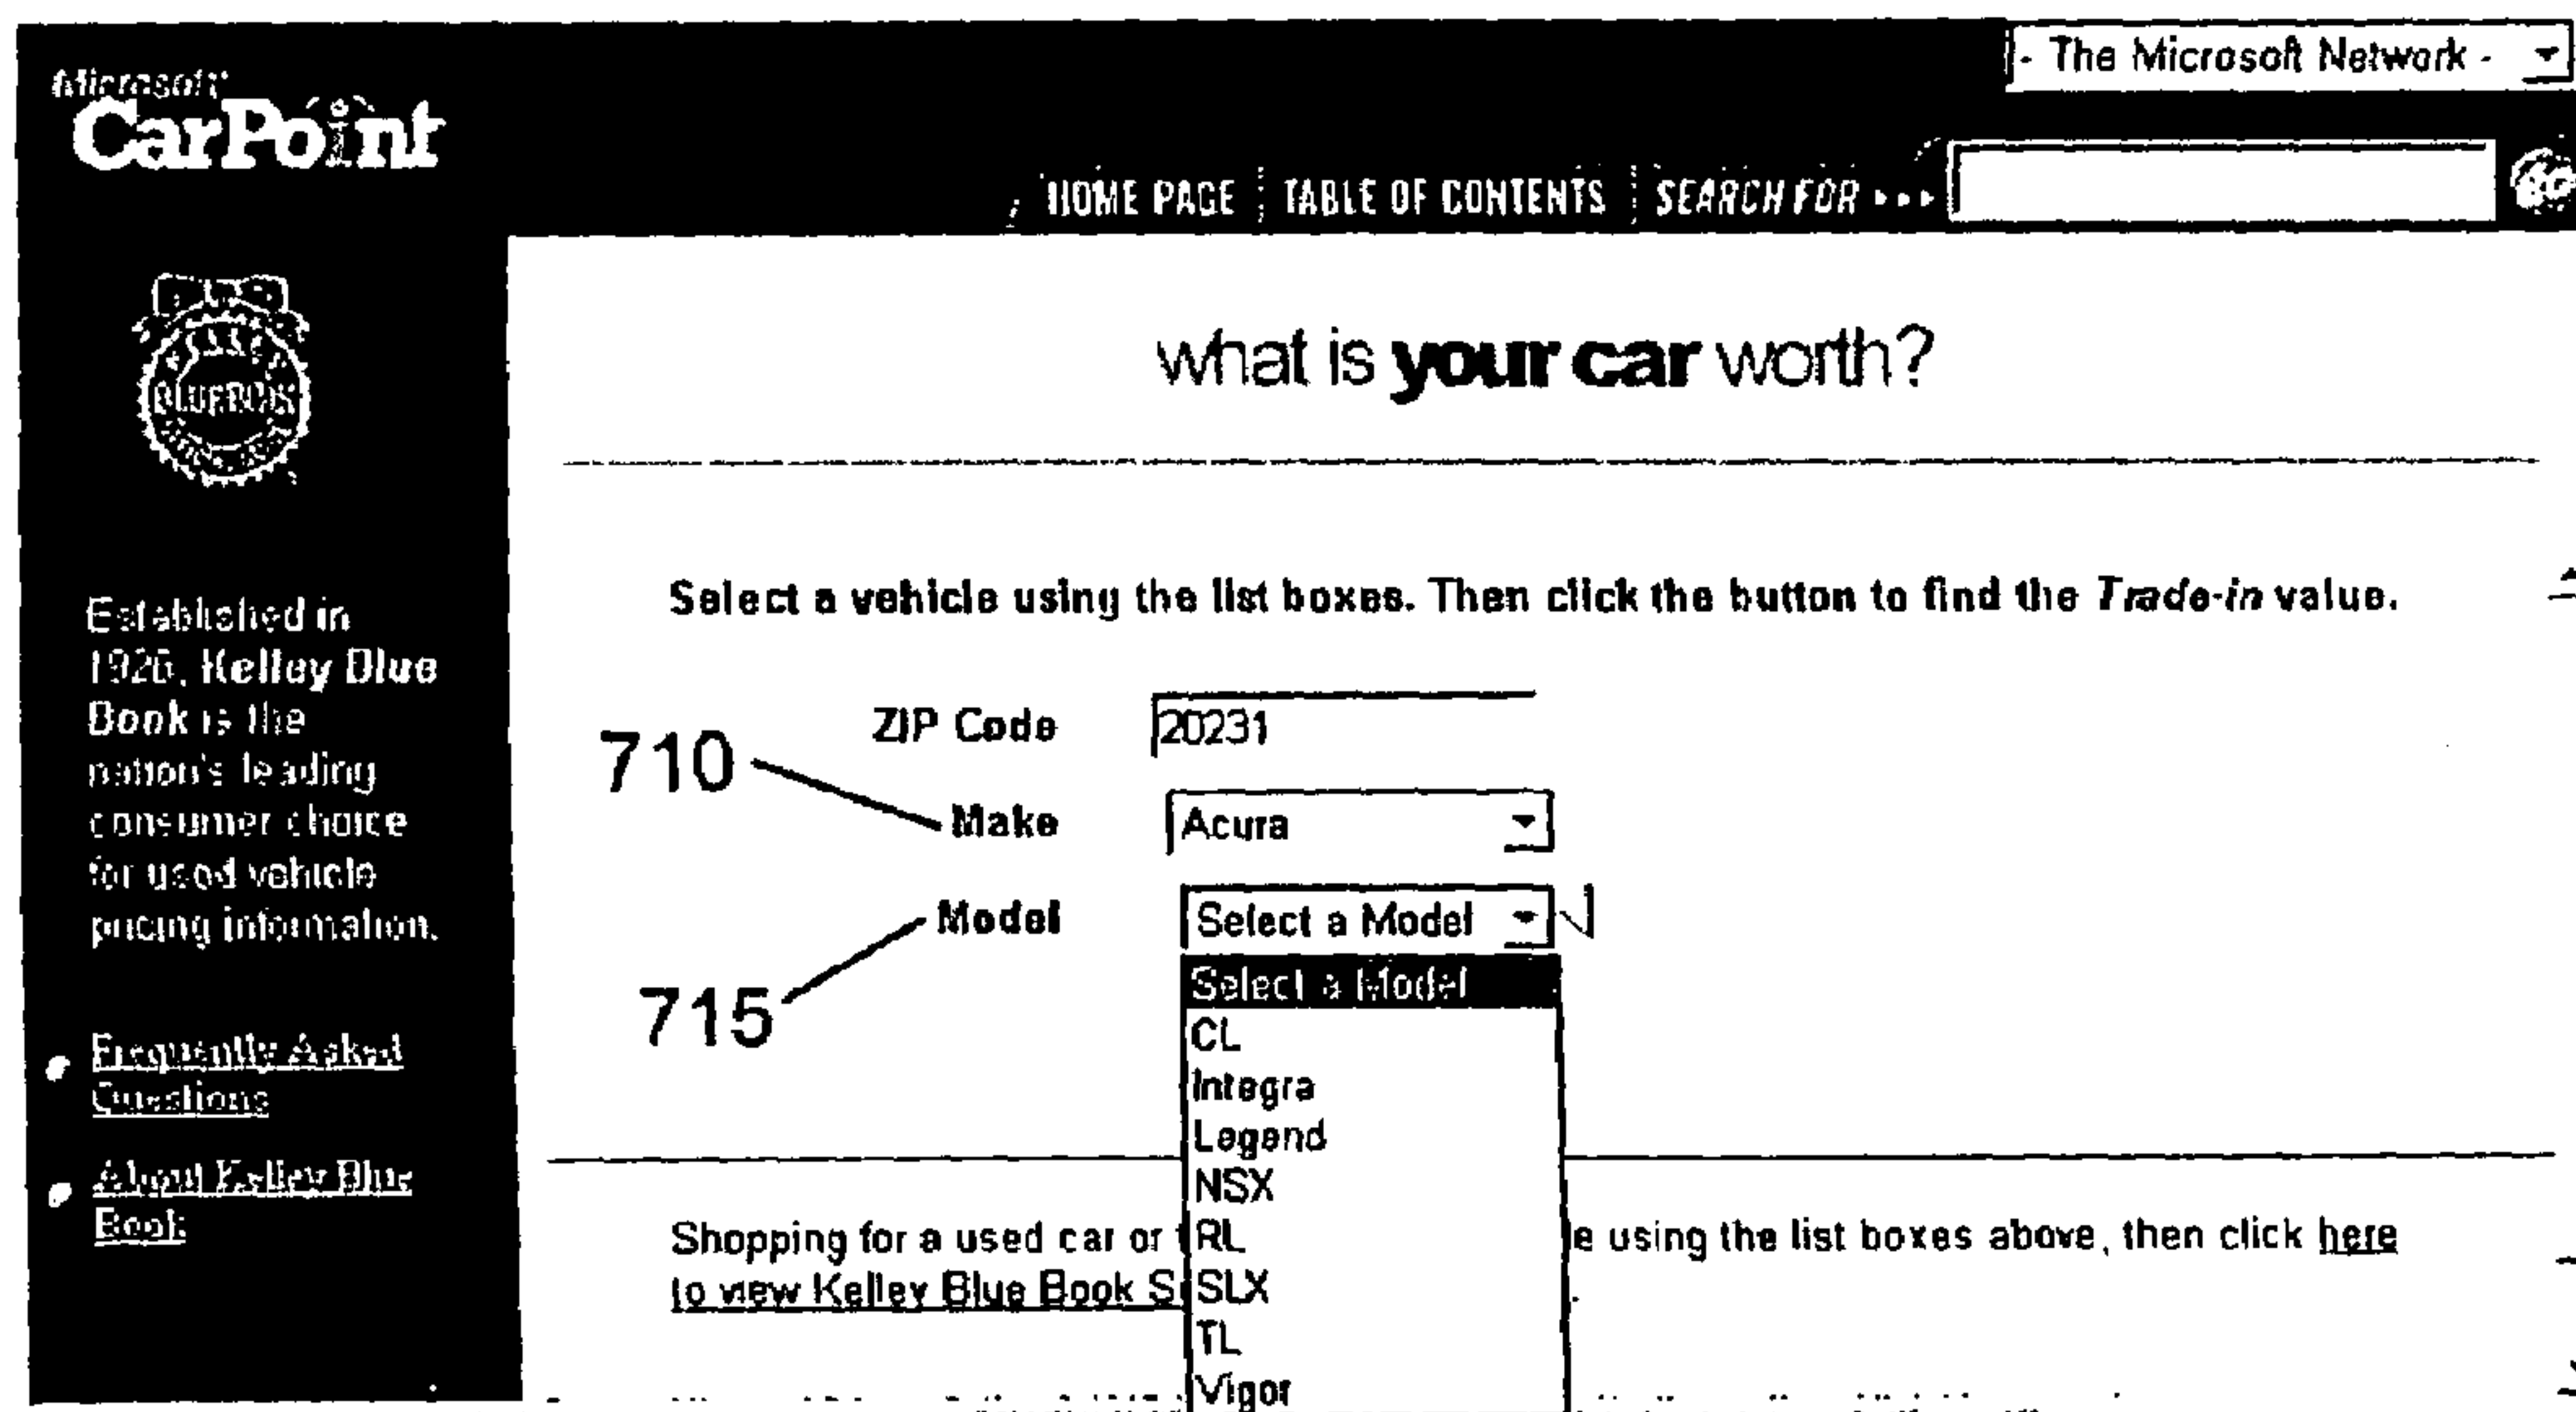 - The Microsoft Network -
Microsoft
CarPoint
HOME PAGE TABLE OF CONTENTS SEARCH FOR
what is your car worth?
Established in
1926, Kelley Blue
Book is the
nation's leading
consumer choice
for used vehicle
pricing information.
Frequently Asked
Questions
About Kelley Blue
Book
Select a vehicle using the list boxes. Then click the button to find the Trade-in value.
ZIP Code 20231
710
Make Acura
Model Select a Model
715
Select a Model
CL
Integra
Legend
NSX
RL
SLX
TL
Vigor
Shopping for a used car or e using the list boxes above, then click here
to view Kelley Blue Book S